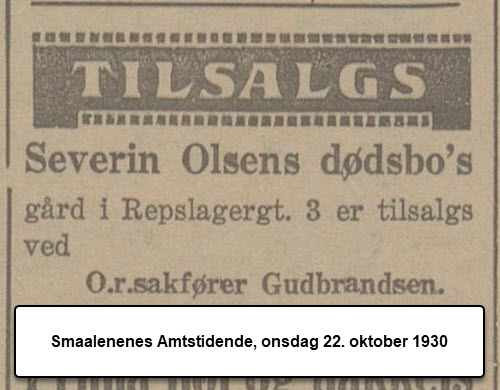 TILSALGS
Severin Olsens dødsbo's
gård i Repslagergt. 3 er tilsalgs
ved
O.r.sakfører Gudbrandsen.
Smaalenenes Amtstidende, onsdag 22. oktober 1930